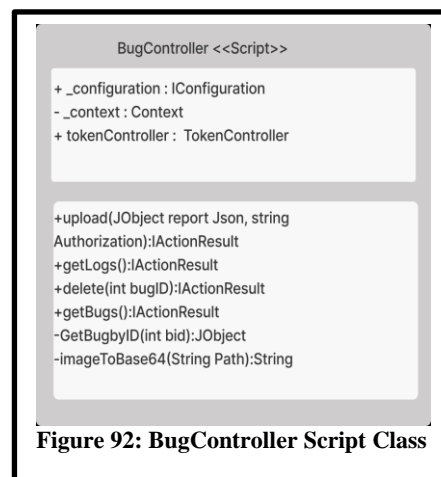 BugController <<Script>>
+ _configuration : IConfiguration
- _context : Context
+ tokenController : TokenController
+upload(JObject report Json, string
Authorization):IActionResult
+getLogs():IActionResult
+delete(int bugID):IActionResult
+getBugs():IActionResult
-GetBugbyID(int bid):JObject
-imageToBase64(String Path):String
Figure 92: BugController Script Class